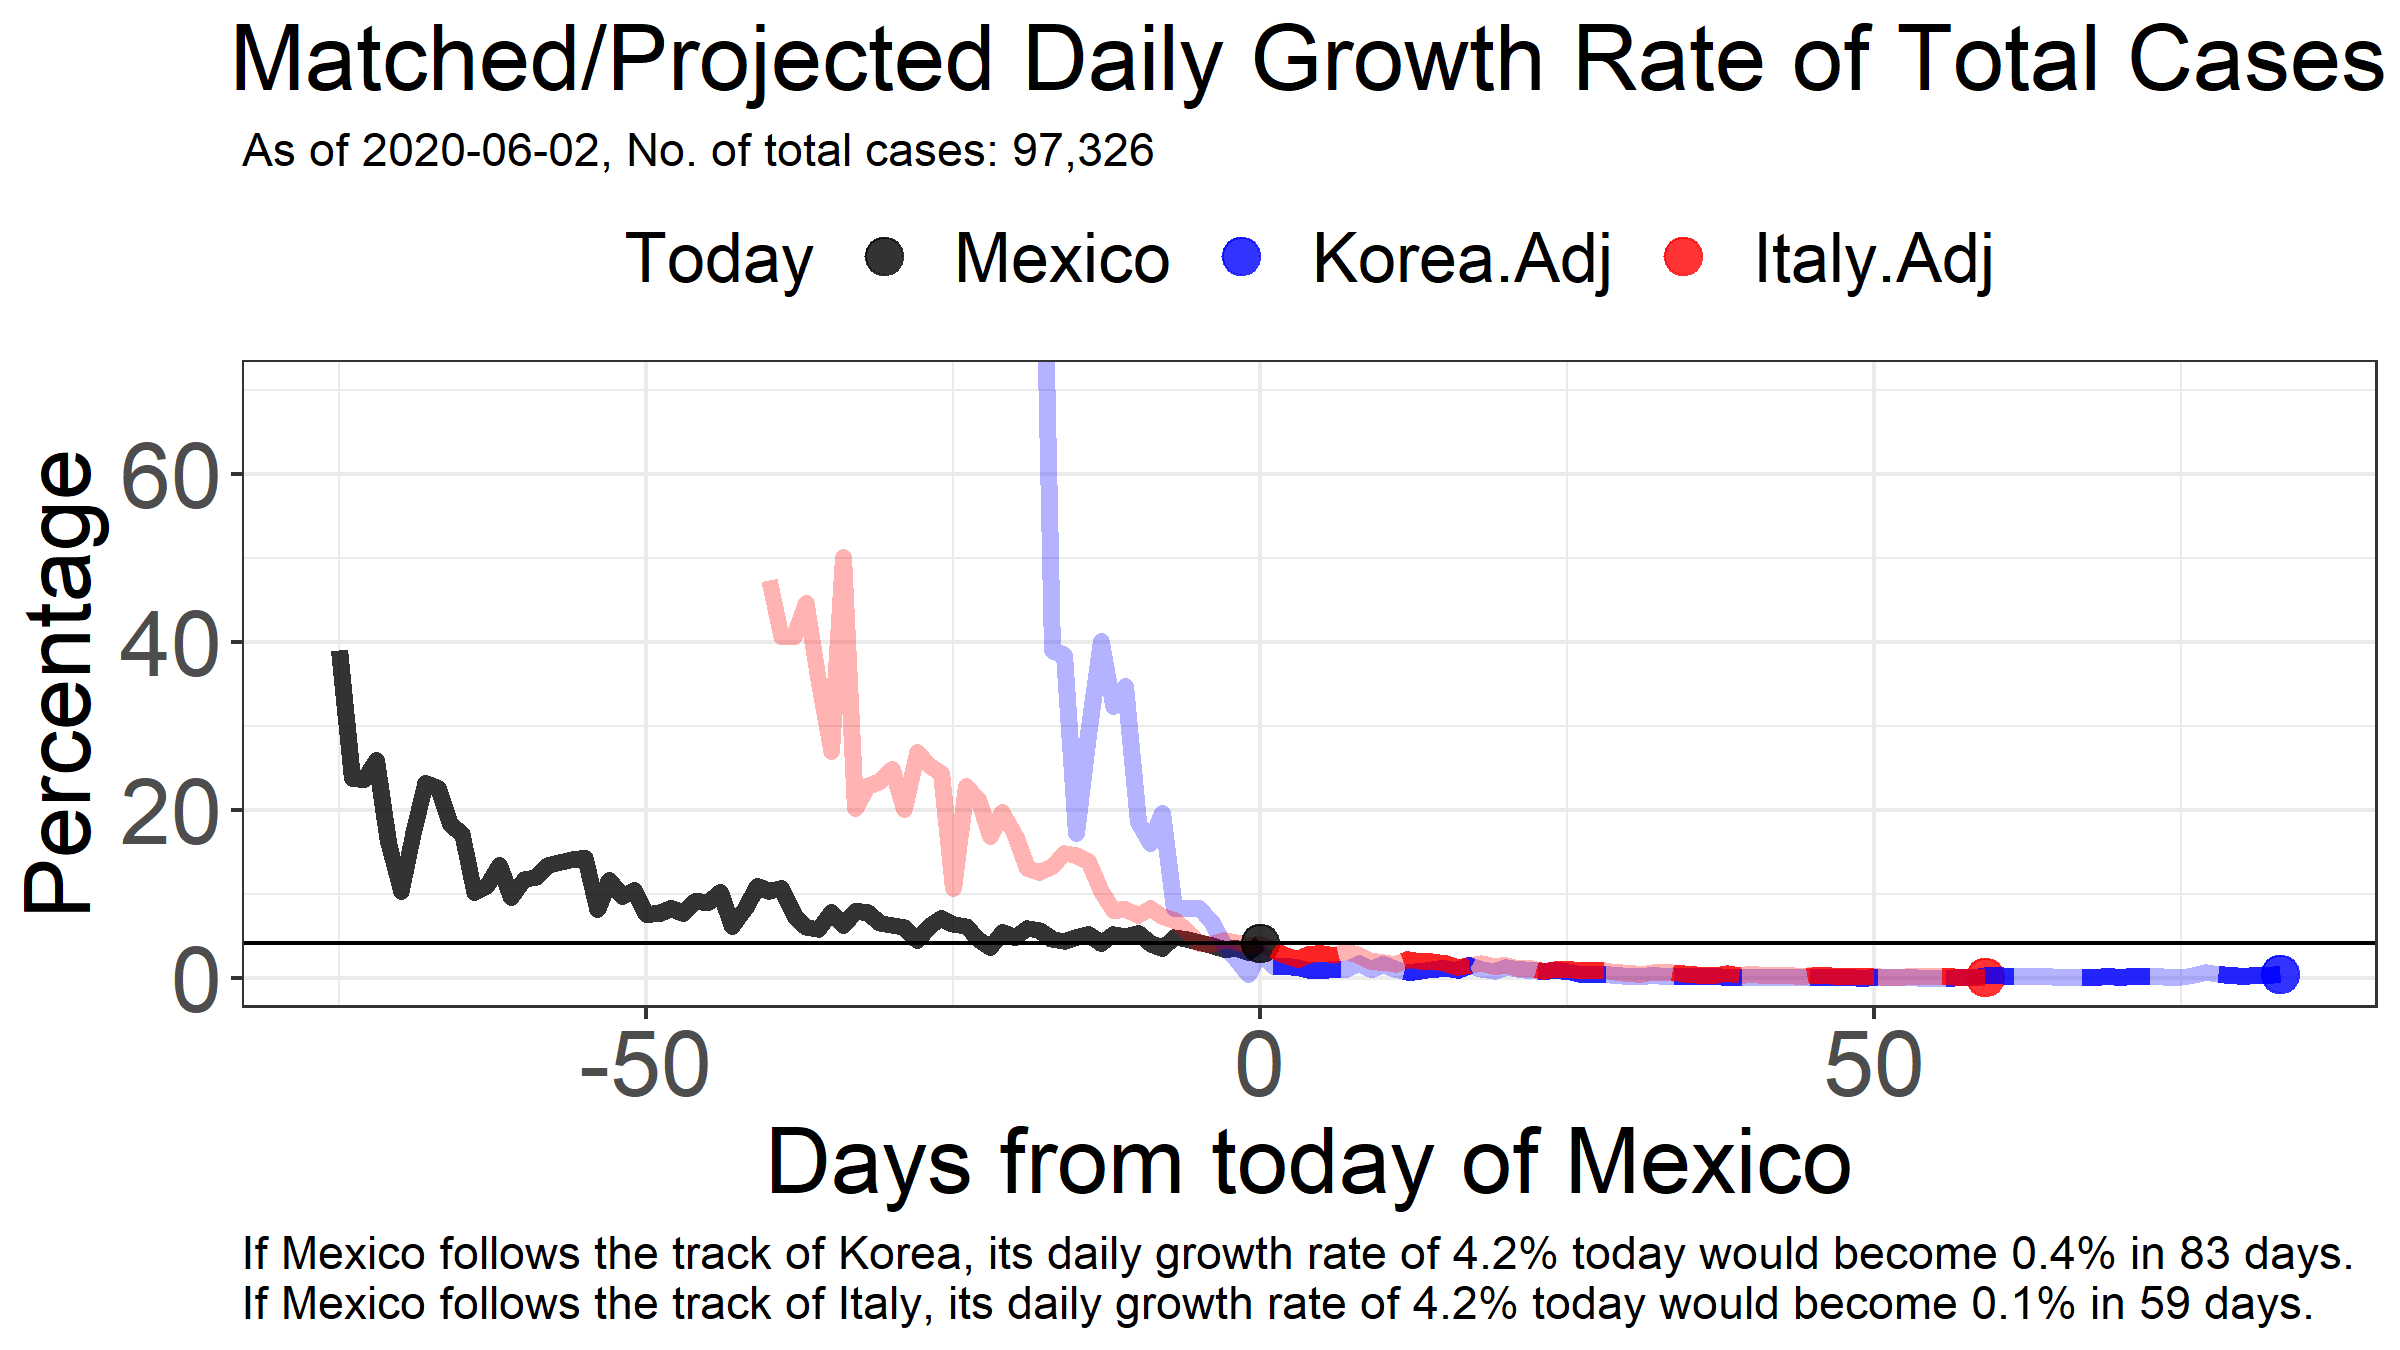 Matched/Projected Daily Growth Rate of Total Cases
As of 2020-06-02, No. of total cases: 97,326
Today Mexico Korea.Adj Italy.Adj
Percentage
60
40
20
0
-50 0 50
Days from today of Mexico
If Mexico follows the track of Korea, its daily growth rate of 4.2% today would become 0.4% in 83 days.
If Mexico follows the track of Italy, its daily growth rate of 4.2% today would become 0.1% in 59 days.